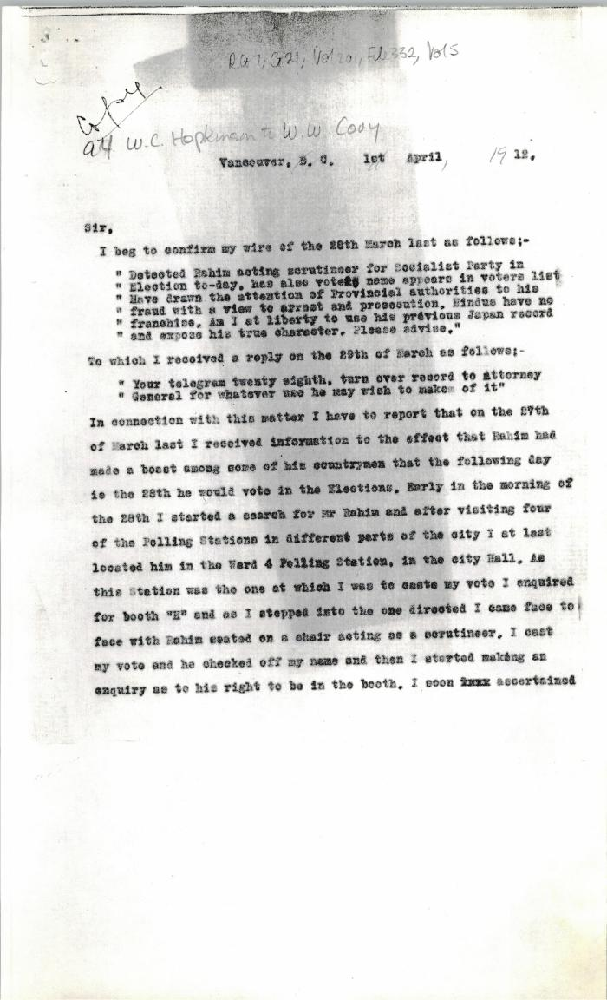 RG7, G21, Vol 201, File 332, Vol 5
Copy
W.C. Hopkinson to W.W. Cory
Vancouver, B. C. 1st April, 1912.
Sir,
I beg to confirm my wire of the 28th March last as follows;-
" Detected Rahim acting scrutineer for Socialist Party in
" Election to-day, has also voted name appears in voters list
" Have drawn the attention of Provincial authorities to his
" fraud with a view to arrest and prosecution. Hindus have no
" franchise. Am I at liberty to use his prévious Japan record
" and expose his true character. Please advise."
To which I received a reply on the 29th of March as follows;-
" Your telegram twenty eighth, turn over record to Attorney
" General for whatever use he may wish to make of it"
In connection with this matter I have to report that on the 27th
of March last I received information to the effect that Rahim had
made a boast among some of his countrymen that the following day
ie the 28th he would vote in the Elections. Early in the morning of
the 28th I started a search for Mr Rahim and after visiting four
of the Polling Stations in different parts of the city I at last
located him in the Ward 4 Polling Station, in the city Hall. As
this Station was the one at which I was to caste my vote I enquired
for booth "H" and as I stepped into the one directed I came face to
face with Rahim seated on a chair acting as a scrutineer. I cast
my vote and he checked off my name and then I started making an
enquiry as to his right to be in the booth. I soon ascertained